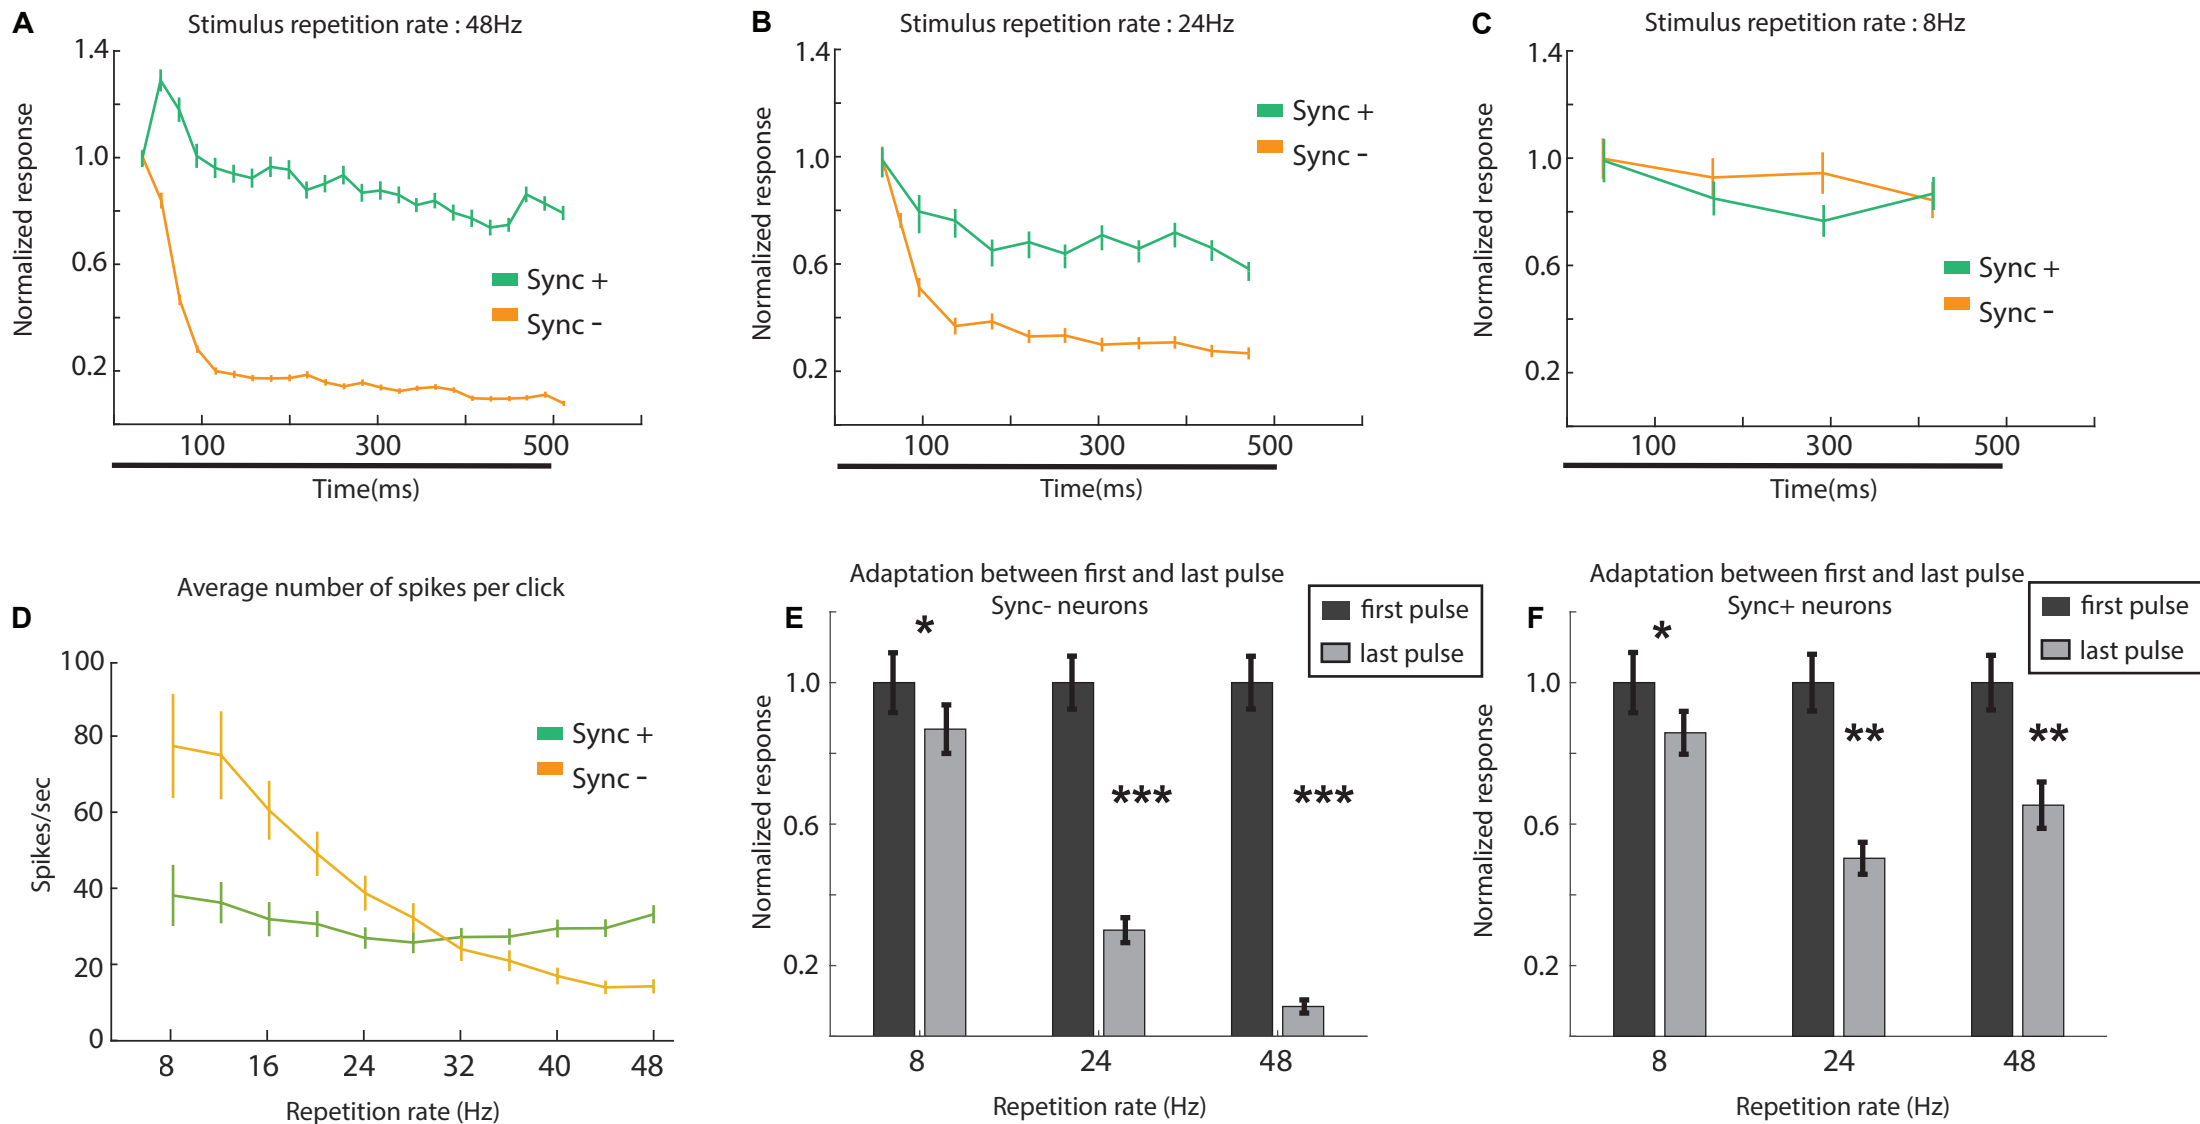 A
Stimulus repetition rate : 48Hz
Normalized response
1.4
1.0
0.6
0.2
Sync +
Sync -
100
300
500
Time(ms)
B
Stimulus repetition rate : 24Hz
Normalized response
1.4
1.0
0.6
0.2
Sync +
Sync -
100
300
500
Time(ms)
C
Stimulus repetition rate : 8Hz
Normalized response
1.4
1.0
0.6
0.2
Sync +
Sync -
100
300
500
Time(ms)
D
Average number of spikes per click
Spikes/sec
100
80
60
40
20
0
Sync +
Sync -
8
16
24
32
40
48
Repetition rate (Hz)
E
Adaptation between first and last pulse
Sync- neurons
first pulse
last pulse
Normalized response
1.0
0.6
0.2
*
***
***
8
24
48
Repetition rate (Hz)
F
Adaptation between first and last pulse
Sync+ neurons
first pulse
last pulse
Normalized response
1.0
0.6
0.2
*
**
**
8
24
48
Repetition rate (Hz)